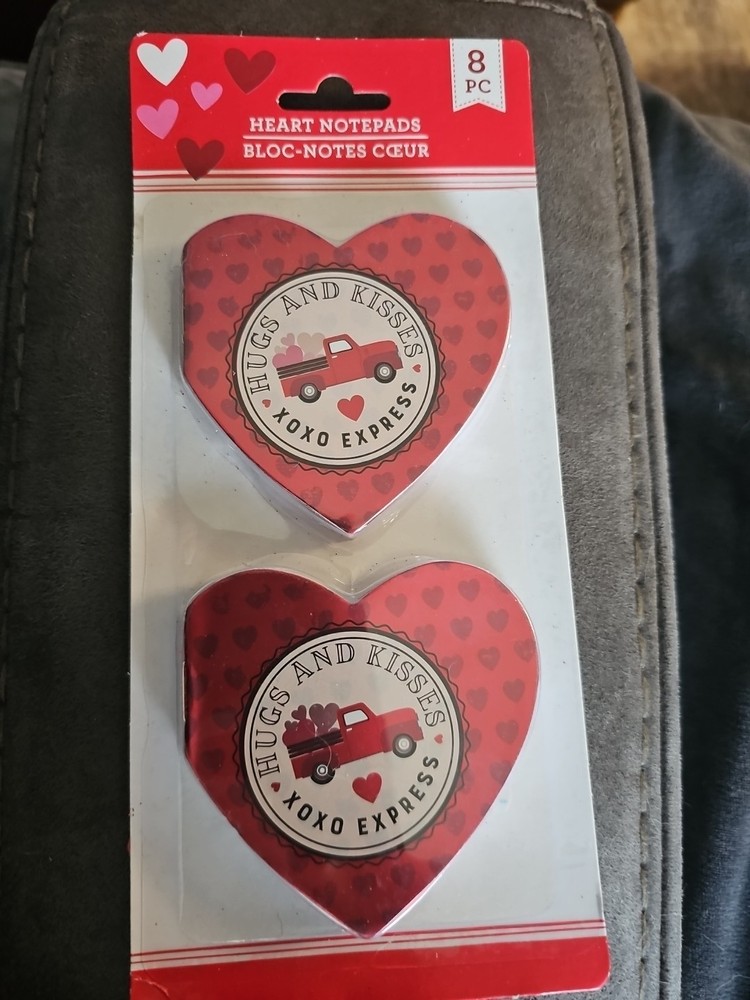 8
PC
HEART NOTEPADS
BLOC-NOTES CŒUR
HUGS AND KISSES
XOXO EXPRESS
HUGS AND KISSES
XOXO EXPRESS